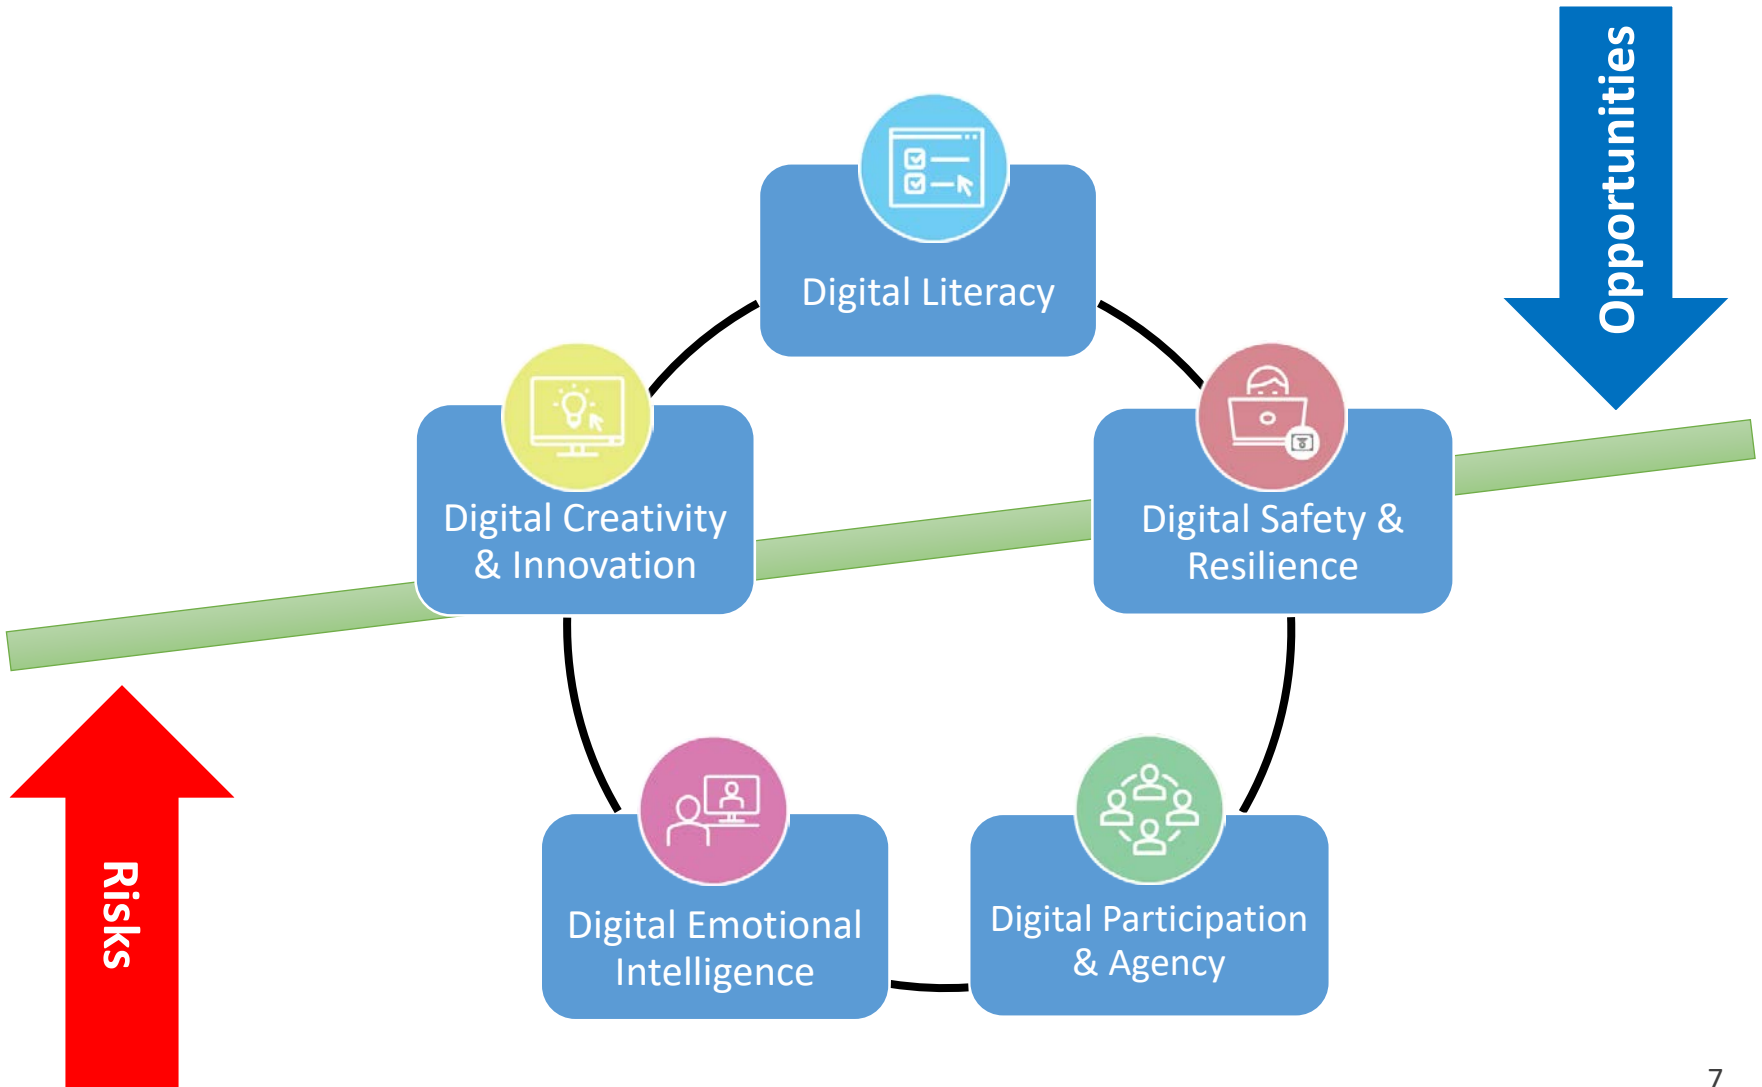 Opportunities
Digital Literacy
Digital Creativity
& Innovation
Digital Safety &
Resilience
Digital Emotional
Intelligence
Digital Participation
& Agency
Risks
7